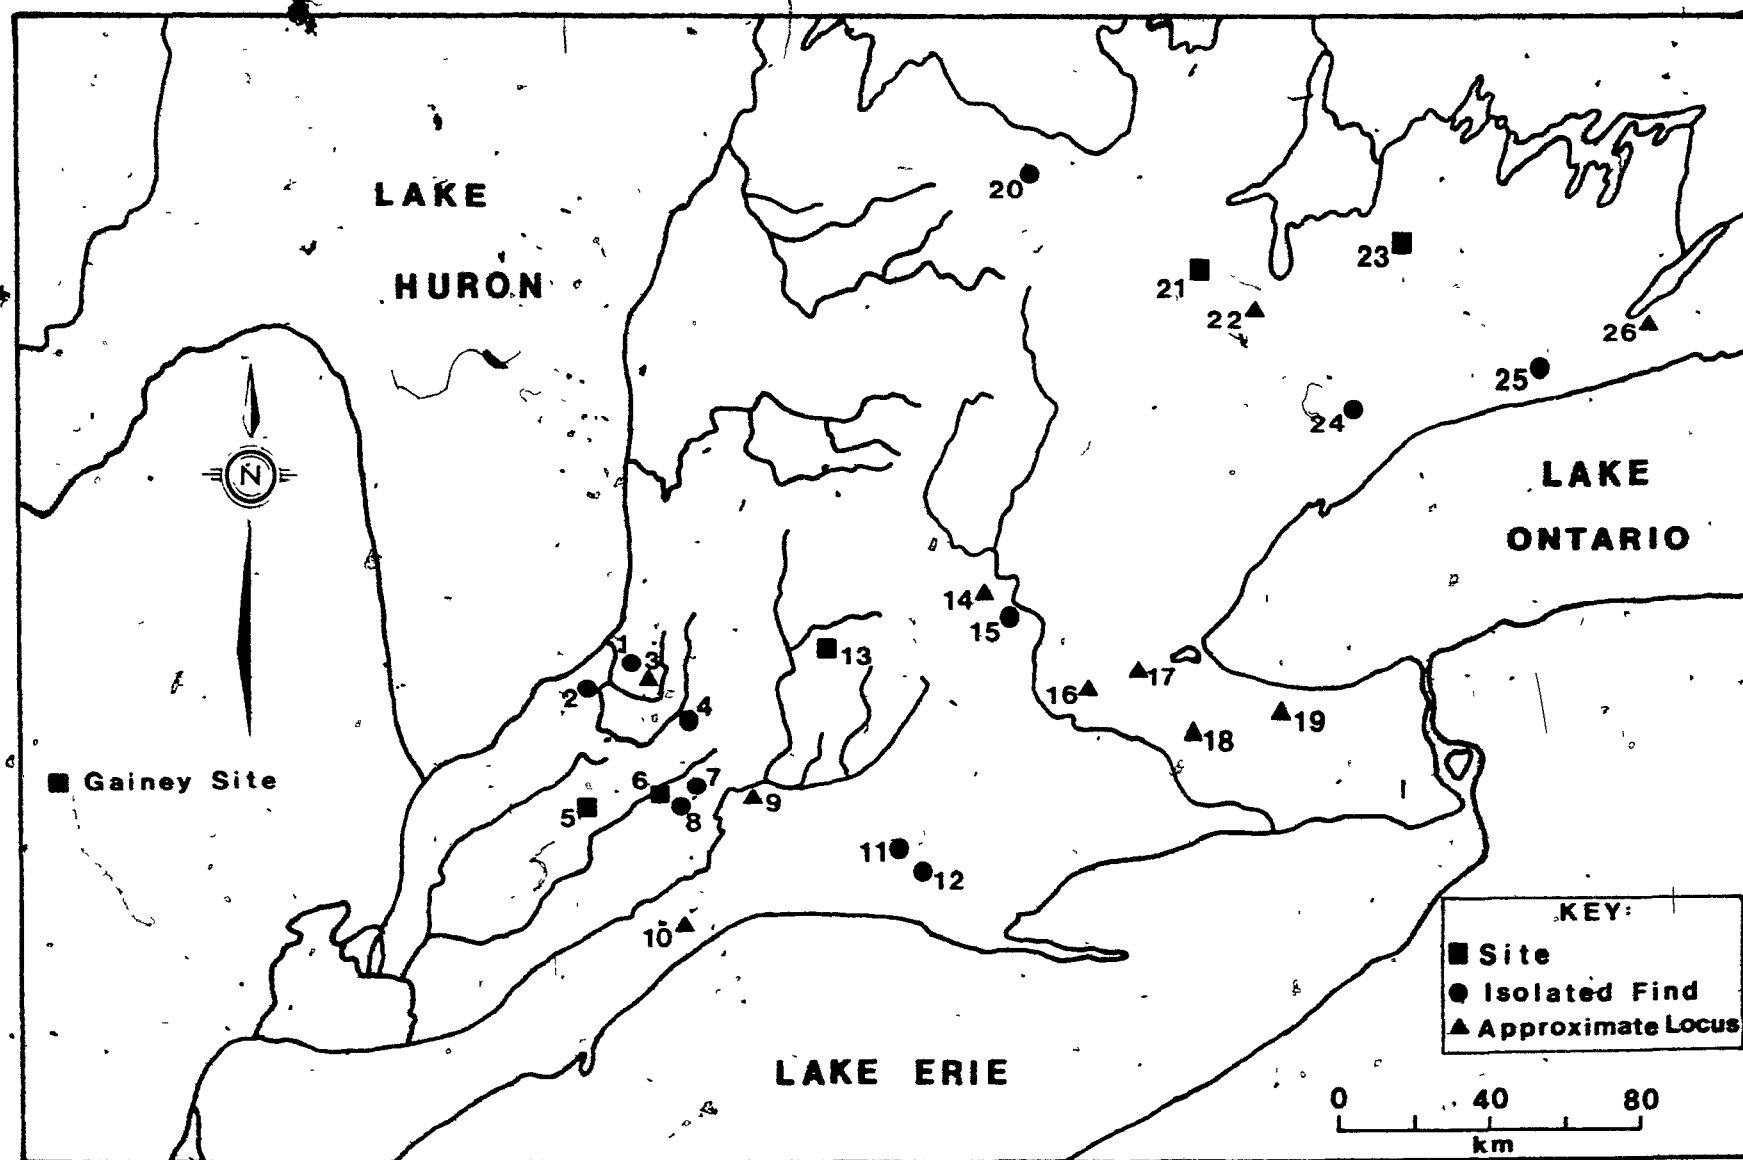 LAKE
HURON
20
21
22
23
26
25
24
N
LAKE
ONTARIO
14
15
1
3
2
4
13
16
17
18
19
Gainey Site
5
6
7
8
9
10
11
12
KEY:
Site
Isolated Find
Approximate Locus
LAKE ERIE
0 40 80
km